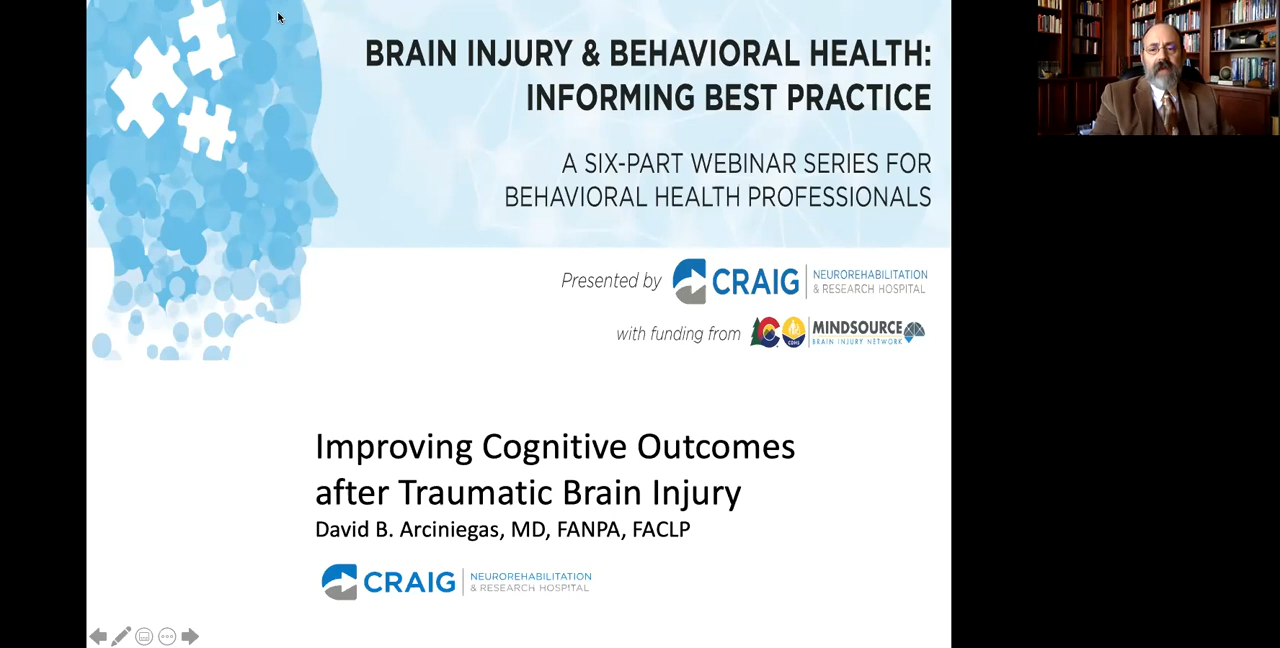 BRAIN INJURY & BEHAVIORAL HEALTH:
INFORMING BEST PRACTICE
A SIX-PART WEBINAR SERIES FOR
BEHAVIORAL HEALTH PROFESSIONALS
Presented by CRAIG NEUROREHABILITATION
& RESEARCH HOSPITAL
with funding from C CDHS MINDSOURCE
BRAIN INJURY NETWORK
Improving Cognitive Outcomes
after Traumatic Brain Injury
David B. Arciniegas, MD, FANPA, FACLP
CRAIG NEUROREHABILITATION
& RESEARCH HOSPITAL